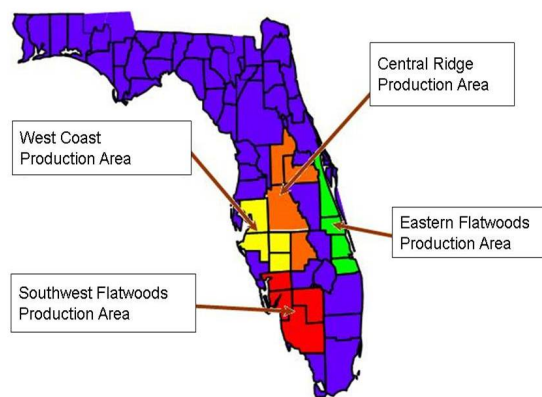 Central Ridge
Production Area
West Coast
Production Area
Eastern Flatwoods
Production Area
Southwest Flatwoods
Production Area